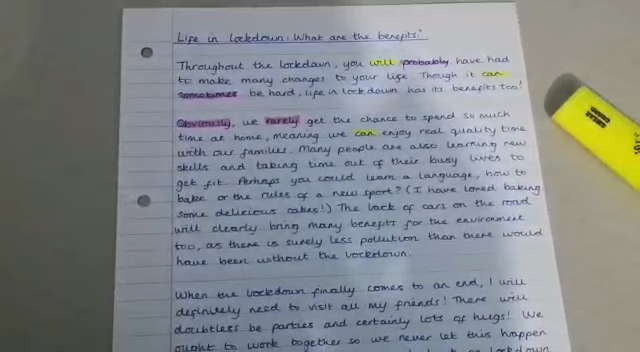 Life in lockdown: What are the benefits?
Throughout the lockdown, you will probably have had
to make many changes to your life. Though it can
sometimes be hard, life in lockdown has its benefits too!
Obviously, we rarely get the chance to spend so much
time at home, meaning we can enjoy real quality time
with our families. Many people are also learning new
skills and taking time out of their busy lives to
get fit. Perhaps you could learn a language, how to
bake or the rules of a new sport? (I have loved baking
some delicious cakes!) The lack of cars on the road
will clearly bring many benefits for the environment
too, as there is surely less pollution than there would
have been without the lockdown.
When the lockdown finally comes to an end, I will
definitely need to visit all my friends! There will
doubtless be parties and certainly lots of hugs! We
ought to work together so we never let this happen
lockdown